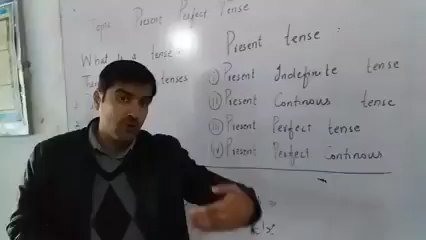 Topic Present Perfect Tense
What is a tense?
tenses
Present tense:
(i) Present Indefinite tense
(ii) Present Continous tense
(iii) Present Perfect tense
(iv) Present Perfect Continous